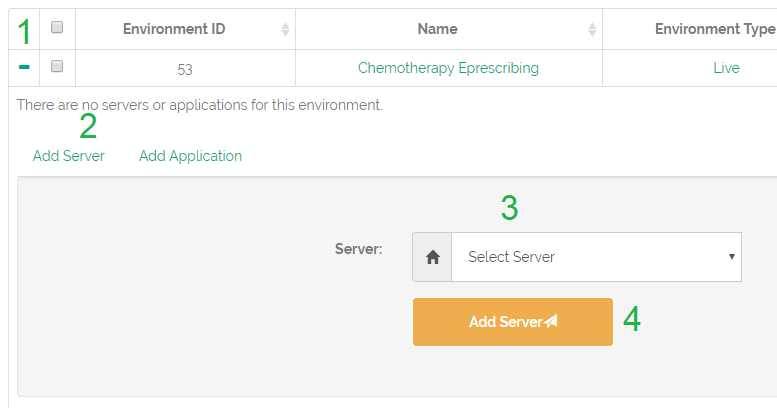 1 Environment ID Name Environment Type
- 53 Chemotherapy Eprescribing Live
There are no servers or applications for this environment.
2
Add Server Add Application
3
Server: Select Server
Add Server 4